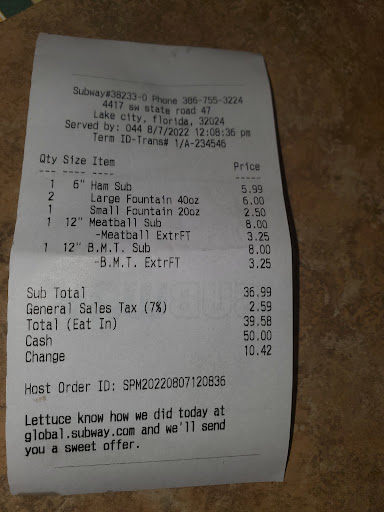 Subway#38233-0 Phone 386-755-3224
4417 sw state road 47
Lake city, florida, 32024
Served by: 044 8/7/2022 12:08:36 pm
Term ID-Trans# 1/A-234546
Qty Size Item Price
--- ---- ---- -----
1 6" Ham Sub 5.99
2 Large Fountain 40oz 6.00
1 Small Fountain 20oz 2.50
1 12" Meatball Sub 8.00
-Meatball ExtrFT 3.25
1 12" B.M.T. Sub 8.00
-B.M.T. ExtrFT 3.25
Sub Total 36.99
General Sales Tax (7%) 2.59
Total (Eat In) 39.58
Cash 50.00
Change 10.42
Host Order ID: SPM20220807120836
Lettuce know how we did today at
global.subway.com and we'll send
you a sweet offer.